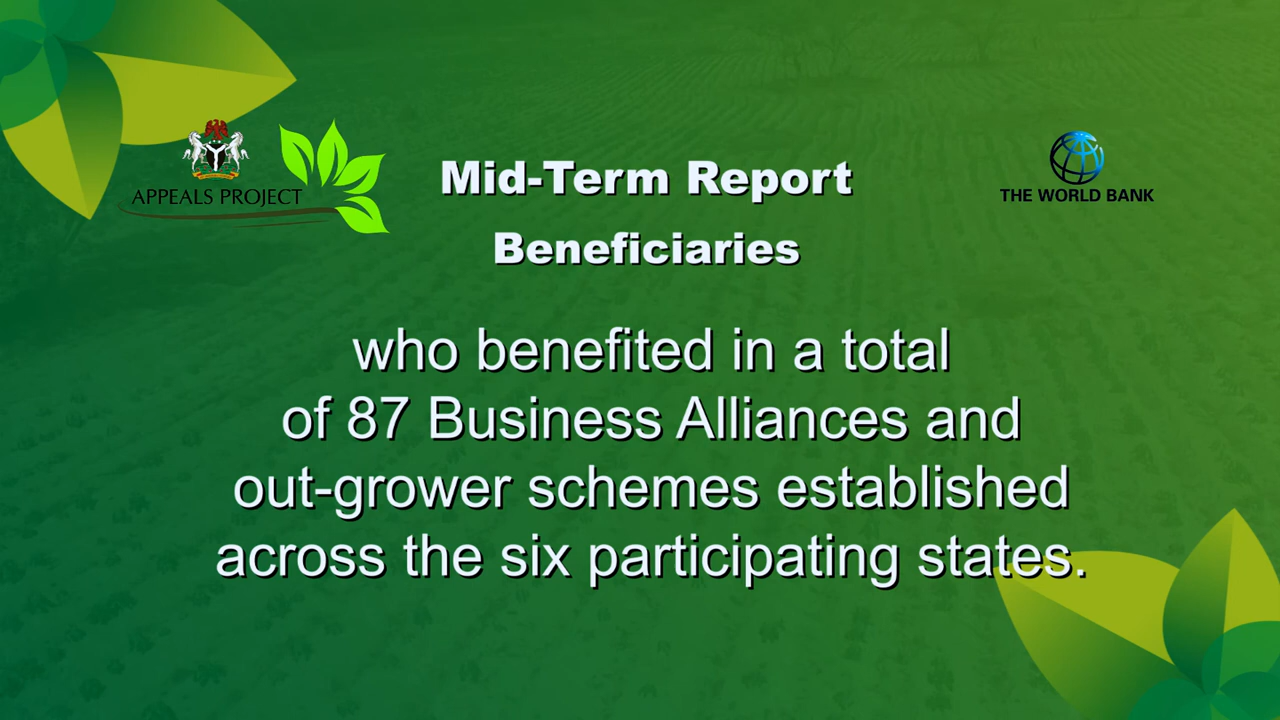 APPEALS PROJECT
Mid-Term Report
THE WORLD BANK
Beneficiaries
who benefited in a total
of 87 Business Alliances and
out-grower schemes established
across the six participating states.